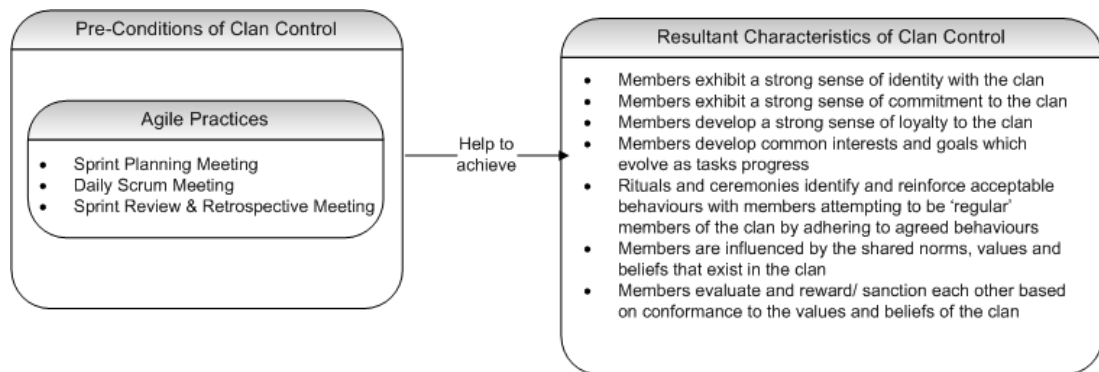 Pre-Conditions of Clan Control
Agile Practices
• Sprint Planning Meeting
• Daily Scrum Meeting
• Sprint Review & Retrospective Meeting
Help to
achieve
Resultant Characteristics of Clan Control
• Members exhibit a strong sense of identity with the clan
• Members exhibit a strong sense of commitment to the clan
• Members develop a strong sense of loyalty to the clan
• Members develop common interests and goals which
evolve as tasks progress
• Rituals and ceremonies identify and reinforce acceptable
behaviours with members attempting to be ‘regular’
members of the clan by adhering to agreed behaviours
• Members are influenced by the shared norms, values and
beliefs that exist in the clan
• Members evaluate and reward/ sanction each other based
on conformance to the values and beliefs of the clan